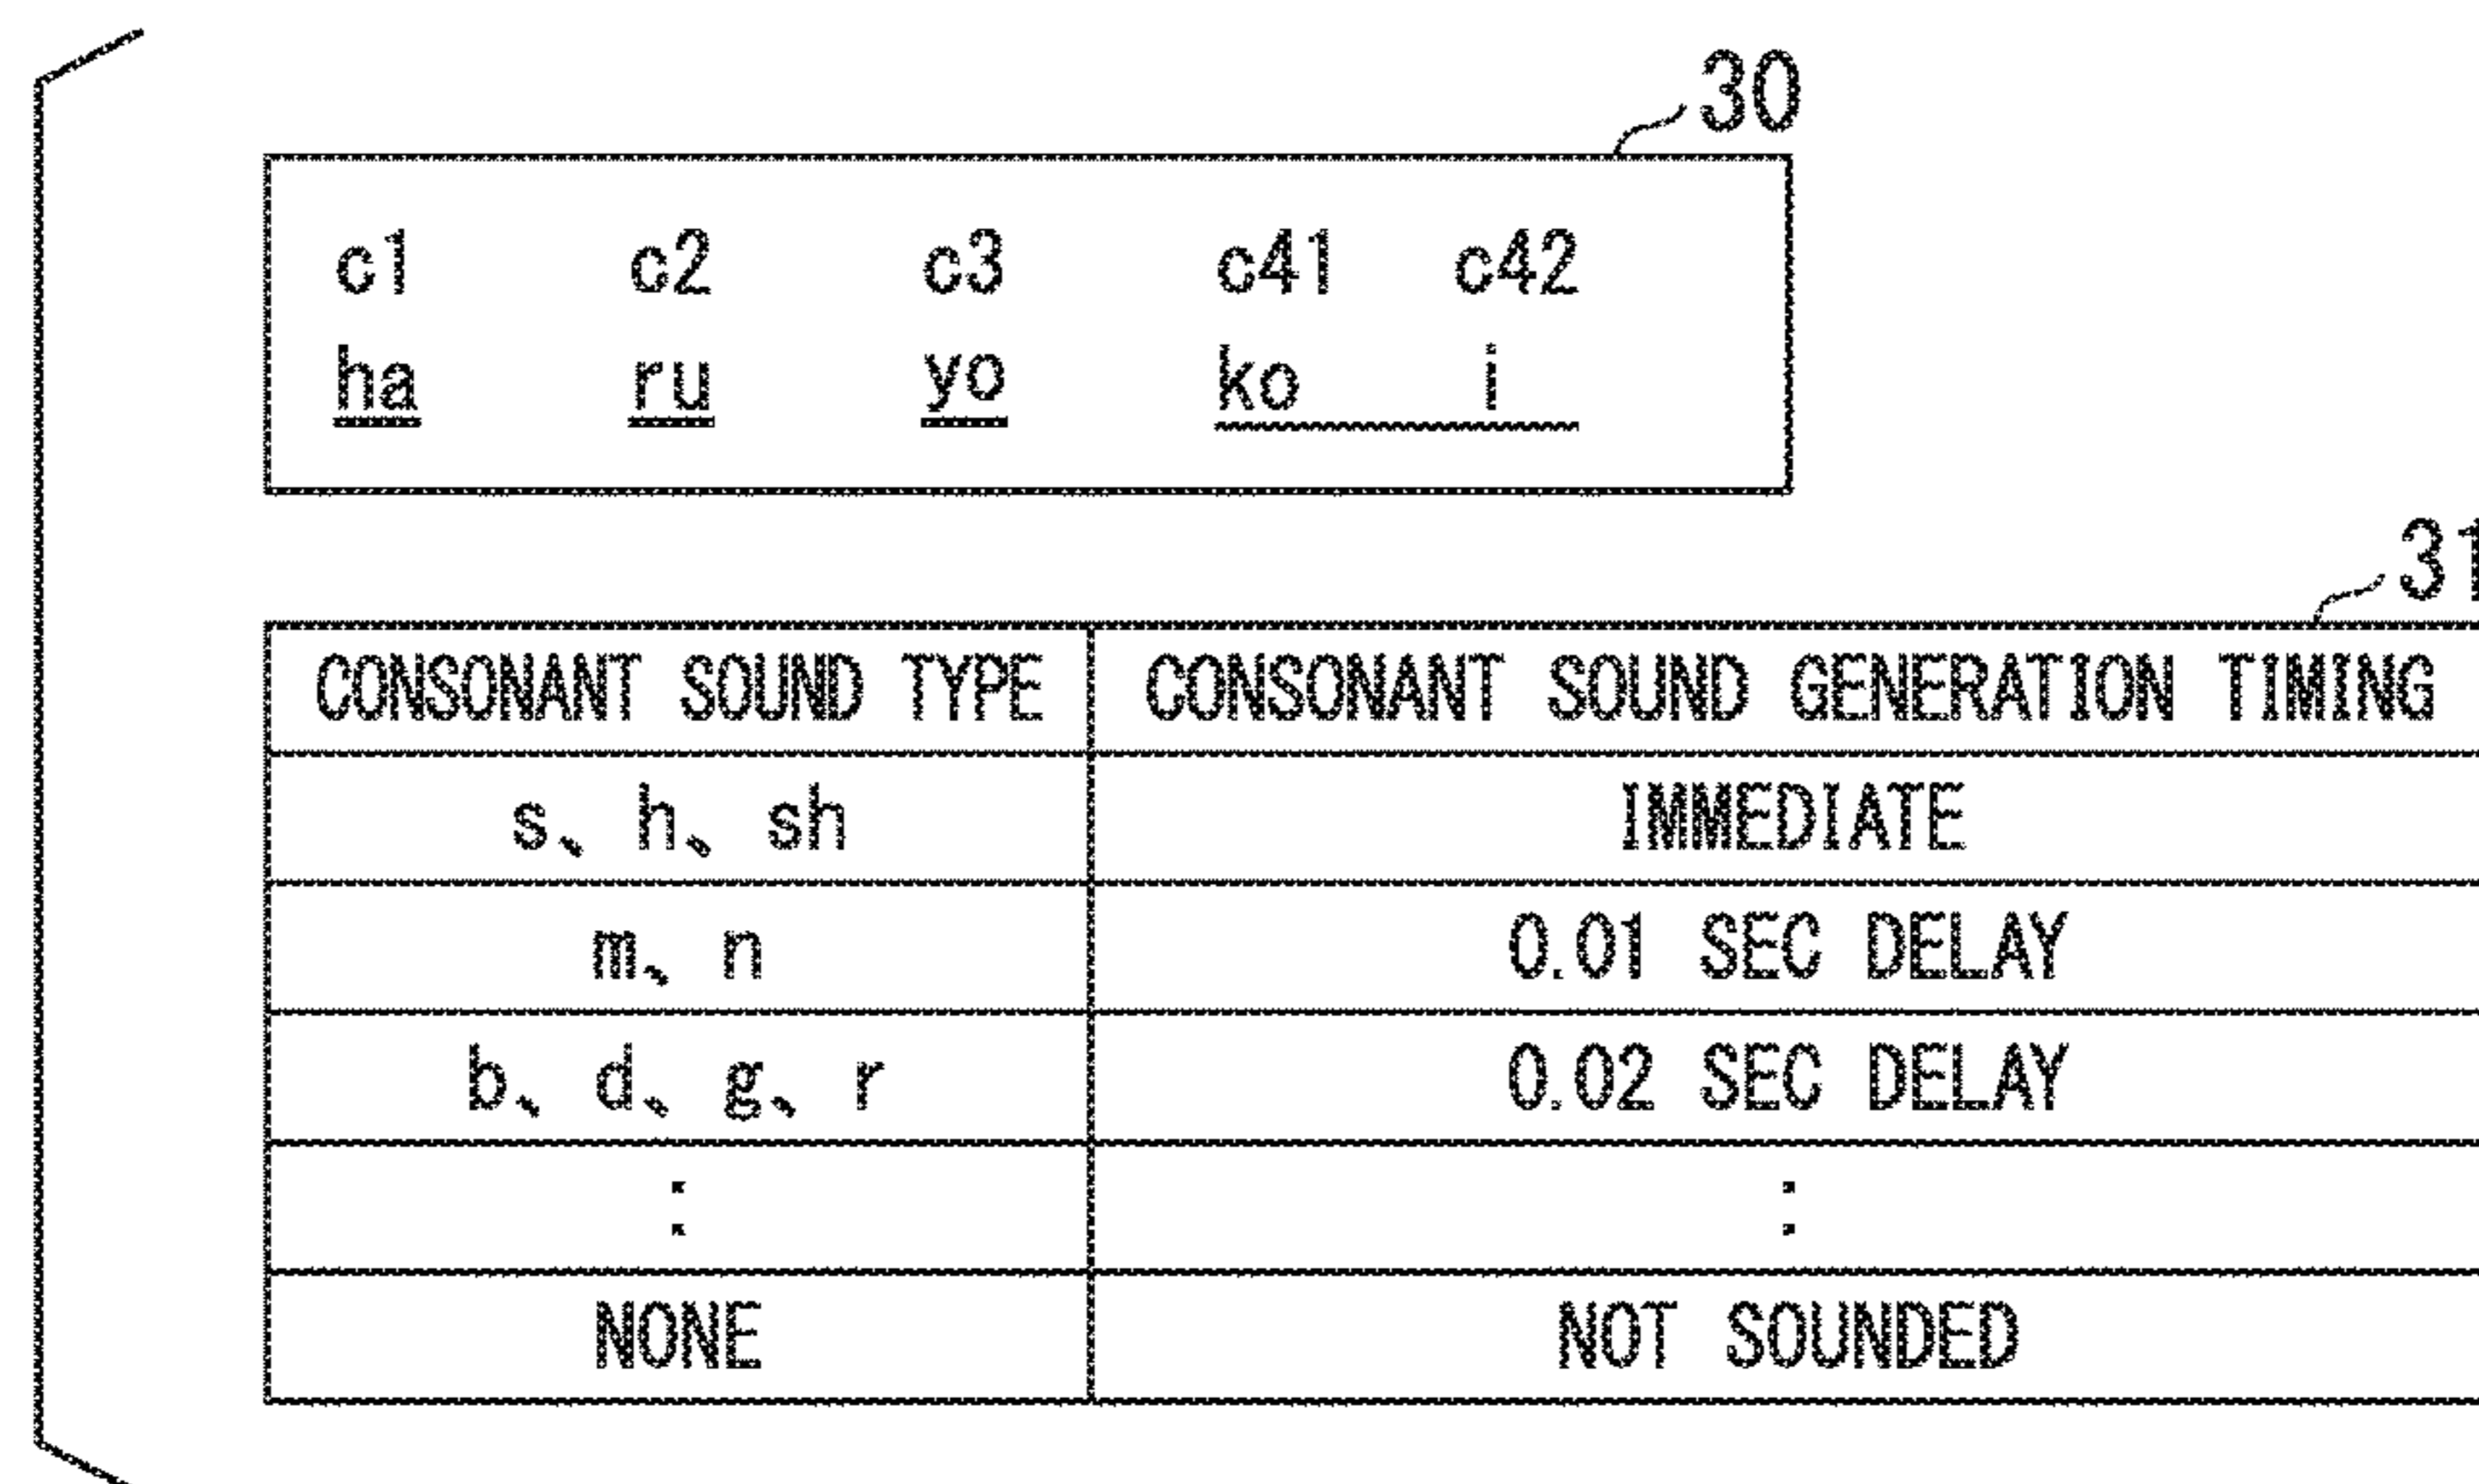 30
c1 c2 c3 c41 c42
ha ru yo ko i
31
CONSONANT SOUND TYPE CONSONANT SOUND GENERATION TIMING
s、h、sh IMMEDIATE
m、n 0.01 SEC DELAY
b、d、g、r 0.02 SEC DELAY
: :
NONE NOT SOUNDED